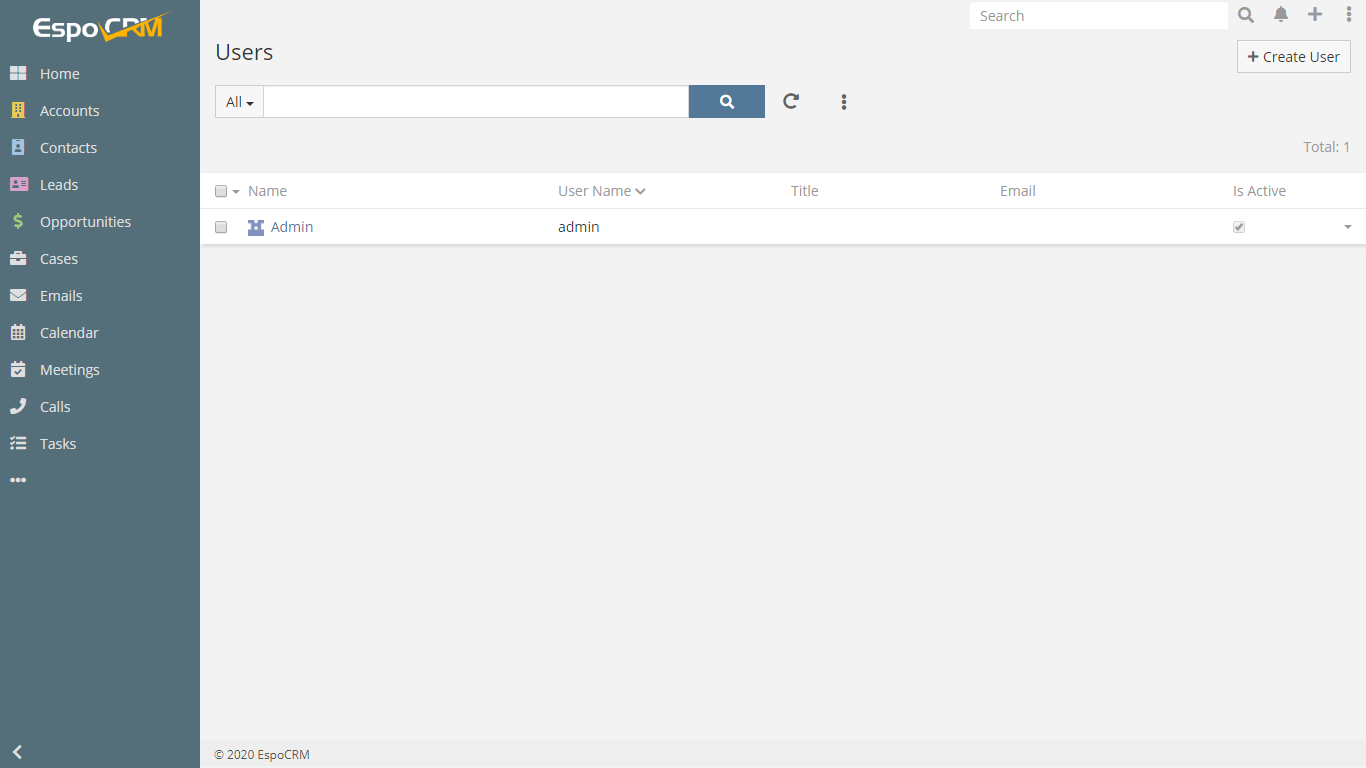 EspoCRM
Search
Users
+ Create User
All
Total: 1
Name User Name Title Email Is Active
Admin admin
Home
Accounts
Contacts
Leads
Opportunities
Cases
Emails
Calendar
Meetings
Calls
Tasks
© 2020 EspoCRM